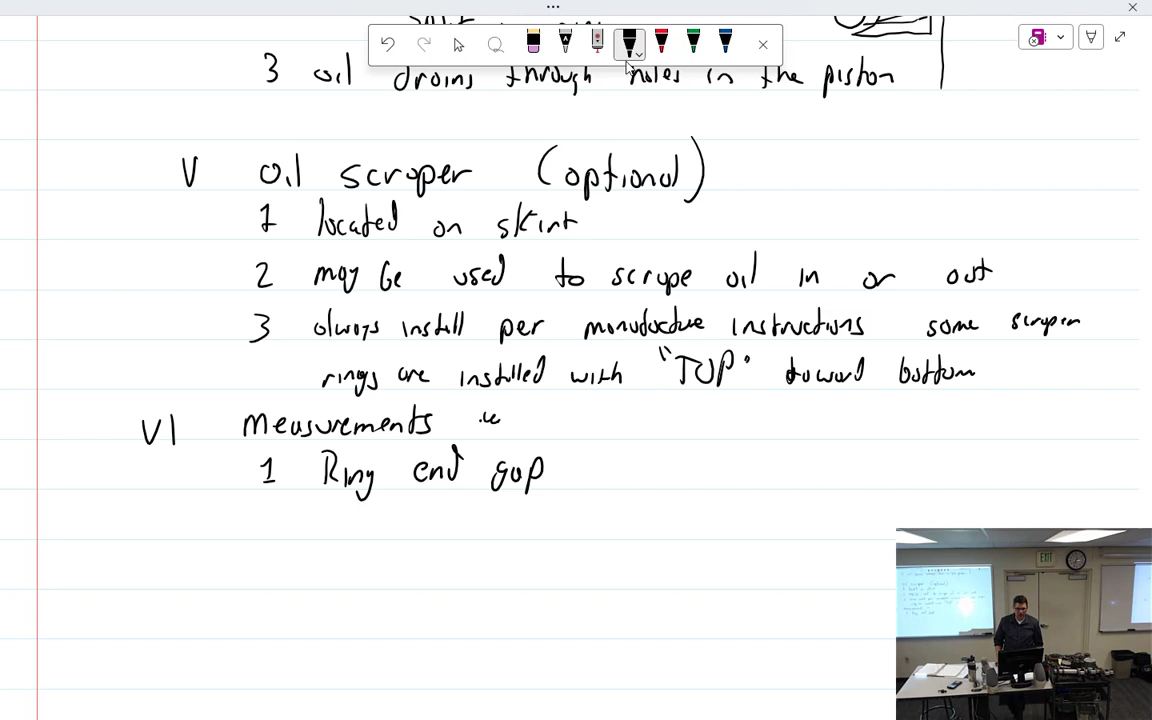 3 oil drains through holes in the piston
V oil scraper (optional)
1 located on skirt
2 may be used to scrape oil in or out
3 always install per manufacture instructions some scraper
rings are installed with "TOP" toward bottom
VI Measurements
1 Ring end gap
EXIT